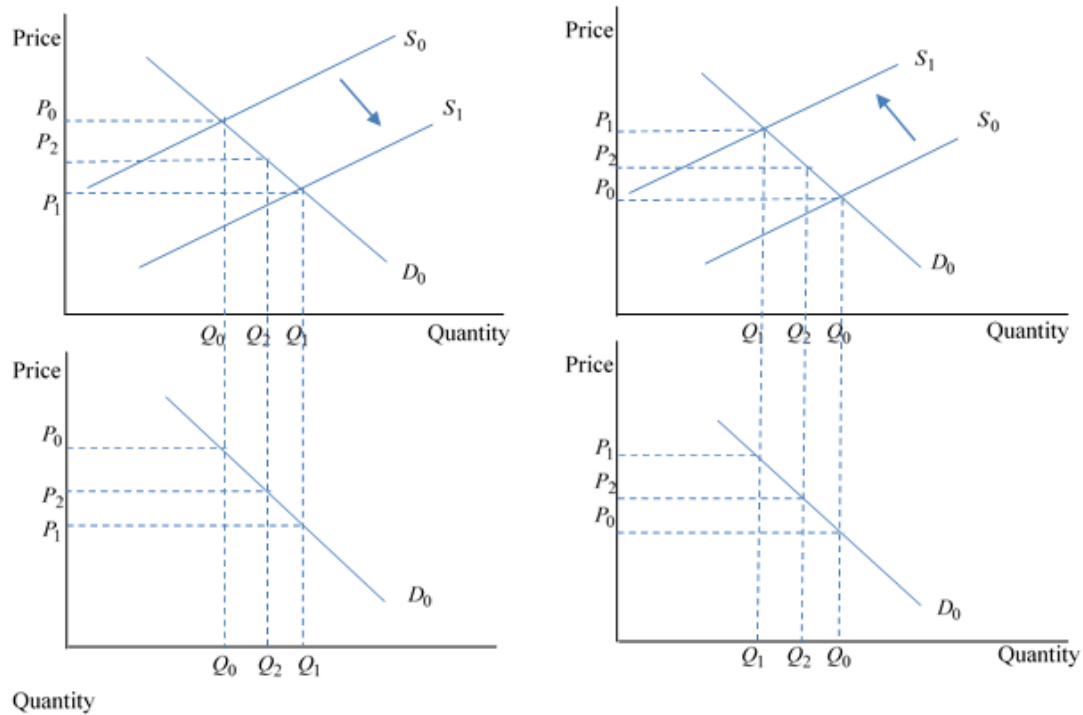 Price
S0
P0
S1
P2
P1
D0
Q0 Q2 Q1 Quantity
Price
P0
P2
P1
D0
Q0 Q2 Q1
Quantity
Price
S1
P1
S0
P2
P0
D0
Q1 Q2 Q0 Quantity
Price
P1
P2
P0
D0
Q1 Q2 Q0 Quantity